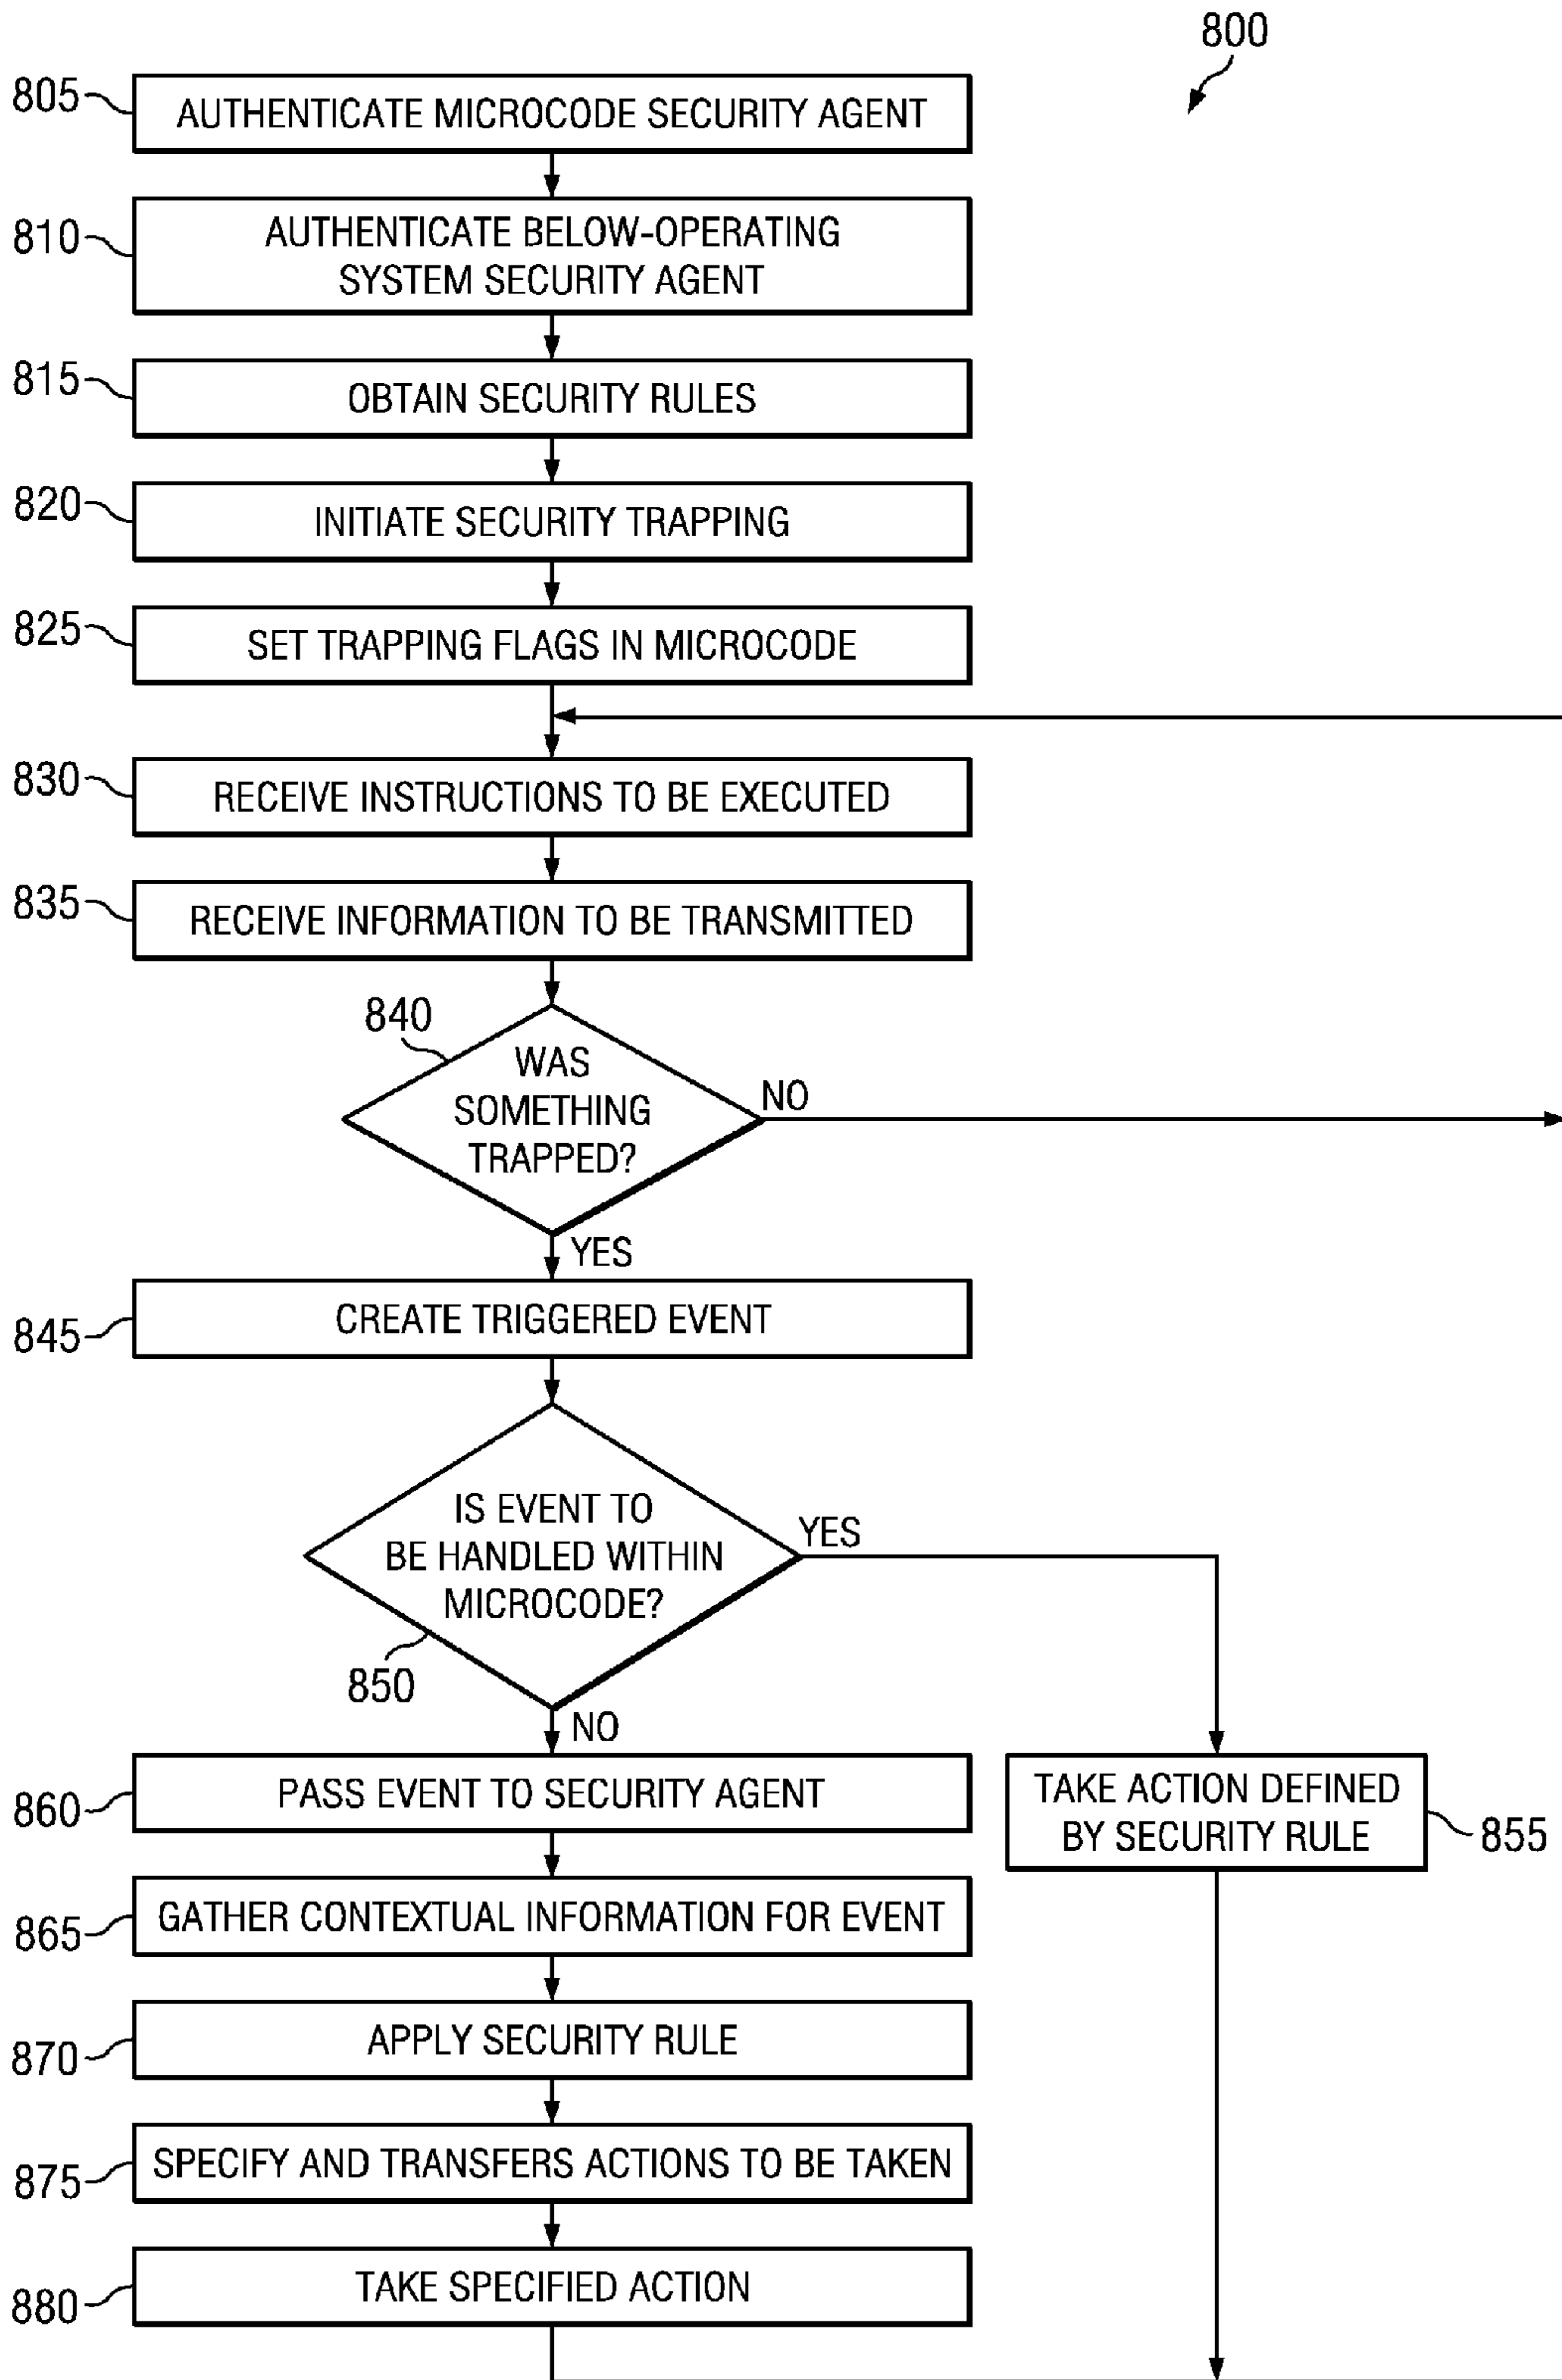 800
805
AUTHENTICATE MICROCODE SECURITY AGENT
810
AUTHENTICATE BELOW-OPERATING
SYSTEM SECURITY AGENT
815
OBTAIN SECURITY RULES
820
INITIATE SECURITY TRAPPING
825
SET TRAPPING FLAGS IN MICROCODE
830
RECEIVE INSTRUCTIONS TO BE EXECUTED
835
RECEIVE INFORMATION TO BE TRANSMITTED
840
WAS
SOMETHING
TRAPPED?
NO
YES
845
CREATE TRIGGERED EVENT
IS EVENT TO
BE HANDLED WITHIN
MICROCODE?
YES
850
NO
860
PASS EVENT TO SECURITY AGENT
TAKE ACTION DEFINED
BY SECURITY RULE
855
865
GATHER CONTEXTUAL INFORMATION FOR EVENT
870
APPLY SECURITY RULE
875
SPECIFY AND TRANSFERS ACTIONS TO BE TAKEN
880
TAKE SPECIFIED ACTION